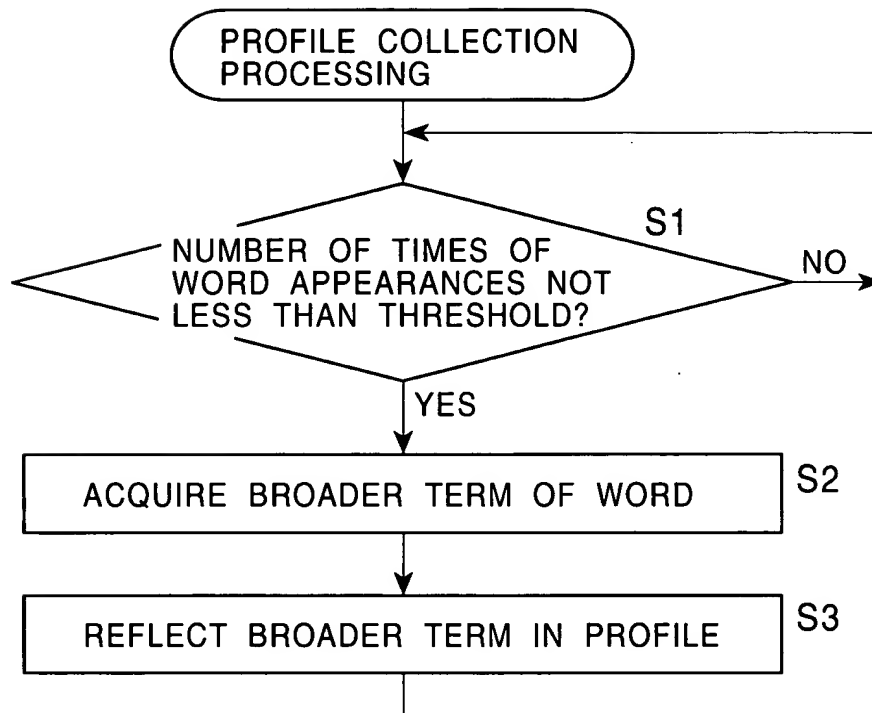 PROFILE COLLECTION
PROCESSING
S1
NUMBER OF TIMES OF
WORD APPEARANCES NOT
LESS THAN THRESHOLD?
NO
YES
ACQUIRE BROADER TERM OF WORD
S2
REFLECT BROADER TERM IN PROFILE
S3